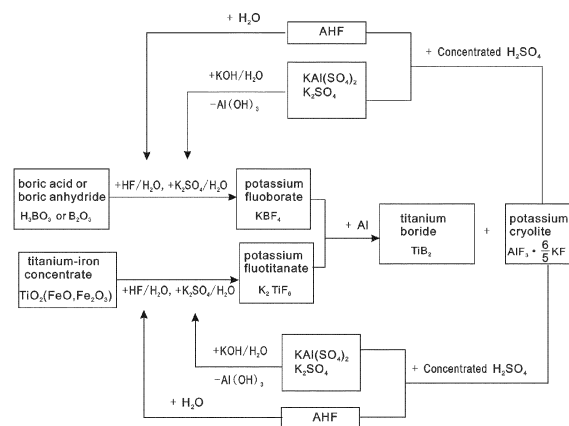 + H₂O
AHF
+ Concentrated H₂SO₄
+KOH/H₂O
−Al(OH)₃
KAl(SO₄)₂
K₂SO₄
boric acid or
boric anhydride
H₃BO₃ or B₂O₃
+HF/H₂O, +K₂SO₄/H₂O
potassium
fluoborate
KBF₄
+ Al
titanium
boride
TiB₂
+
potassium
cryolite
AlF₃ • 6/5 KF
titanium-iron
concentrate
TiO₂(FeO,Fe₂O₃)
+HF/H₂O, +K₂SO₄/H₂O
potassium
fluotitanate
K₂TiF₆
+KOH/H₂O
−Al(OH)₃
KAl(SO₄)₂
K₂SO₄
+ Concentrated H₂SO₄
+ H₂O
AHF